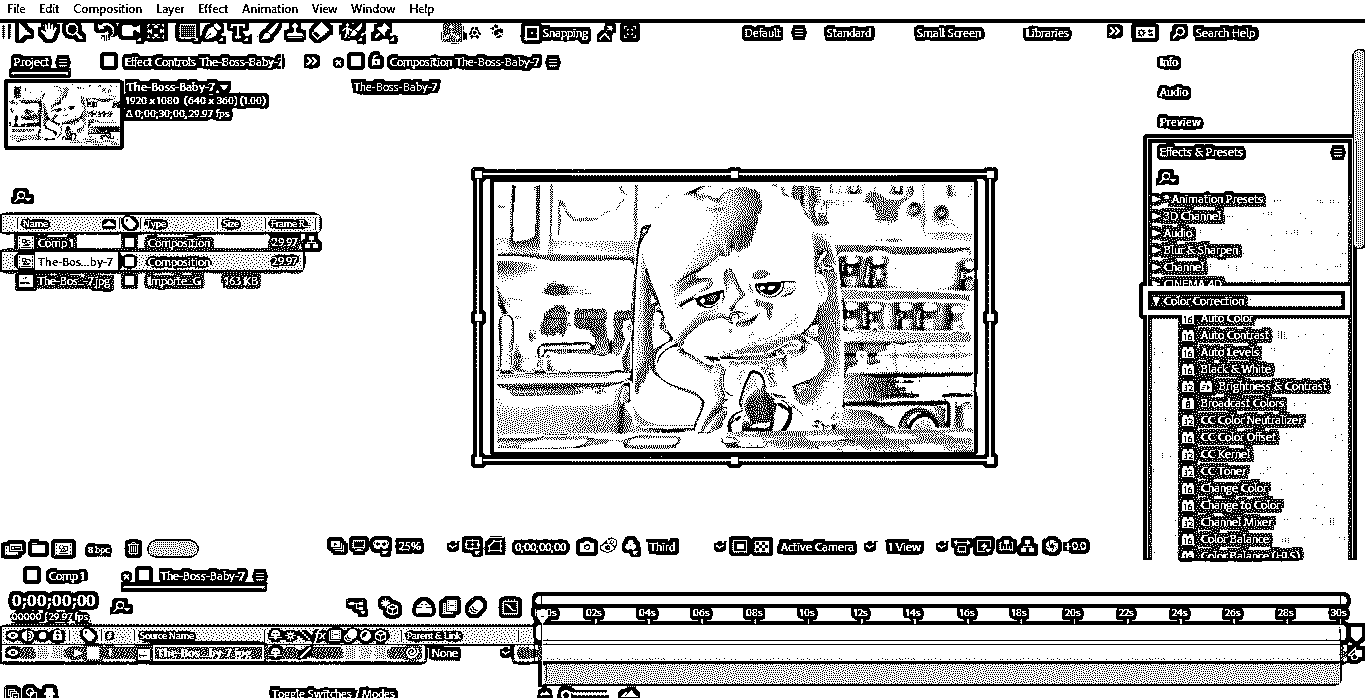 File Edit Composition Layer Effect Animation View Window Help
Snapping Default Standard Small Screen Libraries Search Help
Project Effect Controls The-Boss-Baby-7 Composition The-Boss-Baby-7
The-Boss-Baby-7
The-Boss-Baby-7
1920 x 1080 (640 x 360) (1.00)
Δ 0;00;30;00, 29.97 fps
Name Type Size Frame R...
Comp 1 Composition 29.97
The-Bos...by-7 Composition 29.97
The-Bos...-7.jpg Importe...G 163 KB
Info
Audio
Preview
Effects & Presets
* Animation Presets
3D Channel
Audio
Blur & Sharpen
Channel
CINEMA 4D
Color Correction
Auto Color
Auto Contrast
Auto Levels
Black & White
Brightness & Contrast
Broadcast Colors
CC Color Neutralizer
CC Color Offset
CC Kernel
CC Toner
Change Color
Change to Color
Channel Mixer
Color Balance
Color Balance (HLS)
8 bpc 25% 0;00;00;00 Third Active Camera 1 View +0.0
Comp 1 The-Boss-Baby-7
0;00;00;00
00000 (29.97 fps)
00s 02s 04s 06s 08s 10s 12s 14s 16s 18s 20s 22s 24s 26s 28s 30s
# Source Name Parent & Link
1 The-Bos...by-7.jpg None
Toggle Switches / Modes